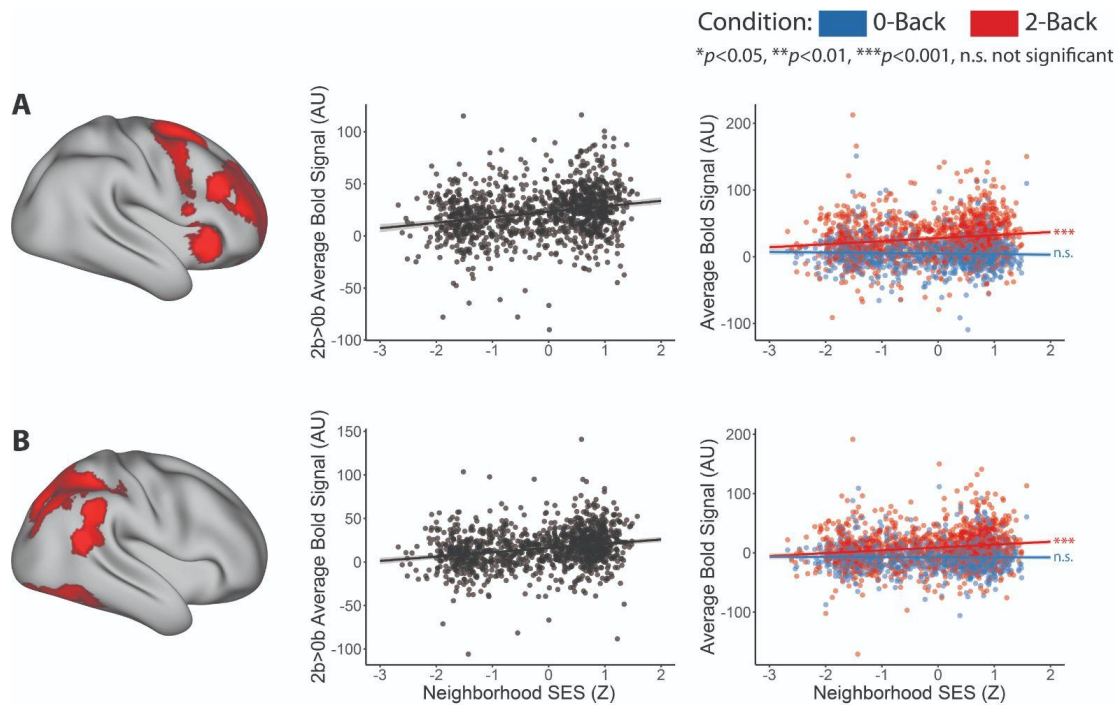 Condition: 0-Back 2-Back
*p<0.05, **p<0.01, ***p<0.001, n.s. not significant
A
2b>0b Average Bold Signal (AU)
100
50
0
-50
-100
-3 -2 -1 0 1 2
Average Bold Signal (AU)
200
100
0
-100
-3 -2 -1 0 1 2
***
n.s.
B
2b>0b Average Bold Signal (AU)
150
100
50
0
-50
-100
-3 -2 -1 0 1 2
Neighborhood SES (Z)
Average Bold Signal (AU)
200
100
0
-100
-3 -2 -1 0 1 2
Neighborhood SES (Z)
***
n.s.